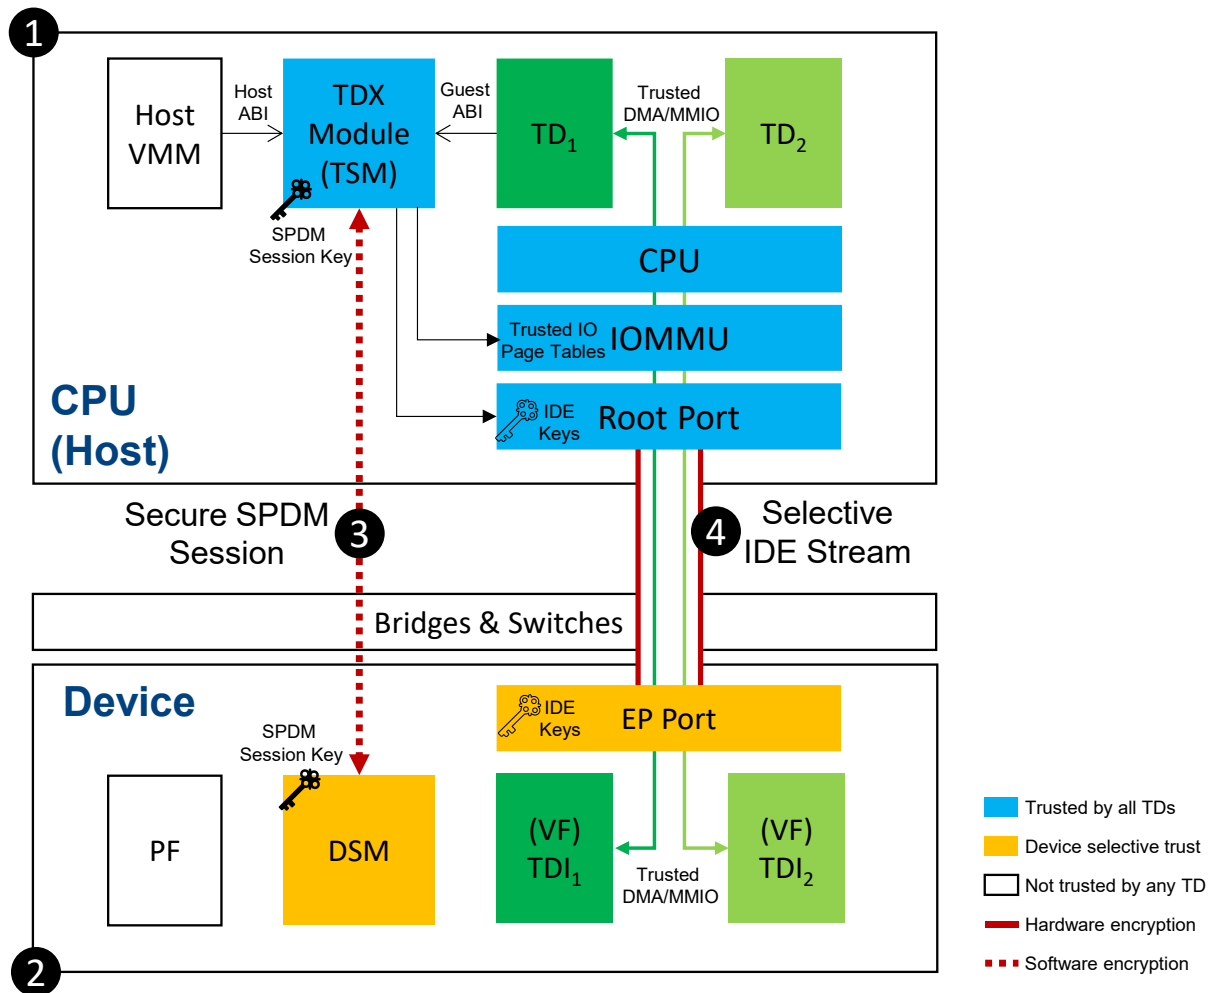 1
Host
VMM
Host
ABI
TDX
Module
(TSM)
Guest
ABI
TD1
Trusted
DMA/MMIO
TD2
SPDM
Session Key
CPU
Trusted IO
Page Tables
IOMMU
IDE
Keys
Root Port
CPU
(Host)
Secure SPDM
Session
3
4
Selective
IDE Stream
Bridges & Switches
Device
IDE
Keys
EP Port
SPDM
Session Key
PF
DSM
(VF)
TDI1
Trusted
DMA/MMIO
(VF)
TDI2
2
Trusted by all TDs
Device selective trust
Not trusted by any TD
Hardware encryption
Software encryption